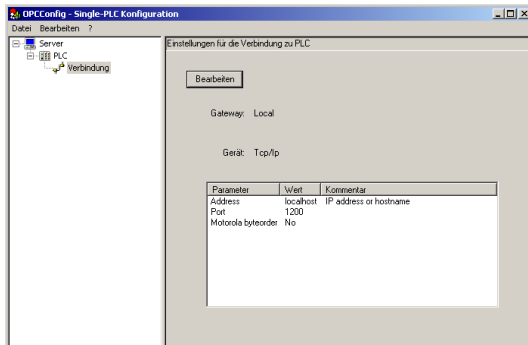 OPCConfig - Single-PLC Konfiguration
Datei Bearbeiten ?
Server
PLC
Verbindung
Einstellungen für die Verbindung zu PLC
Bearbeiten
Gateway: Local
Gerät: Tcp/Ip
Parameter Wert Kommentar
Address localhost IP address or hostname
Port 1200
Motorola byteorder No